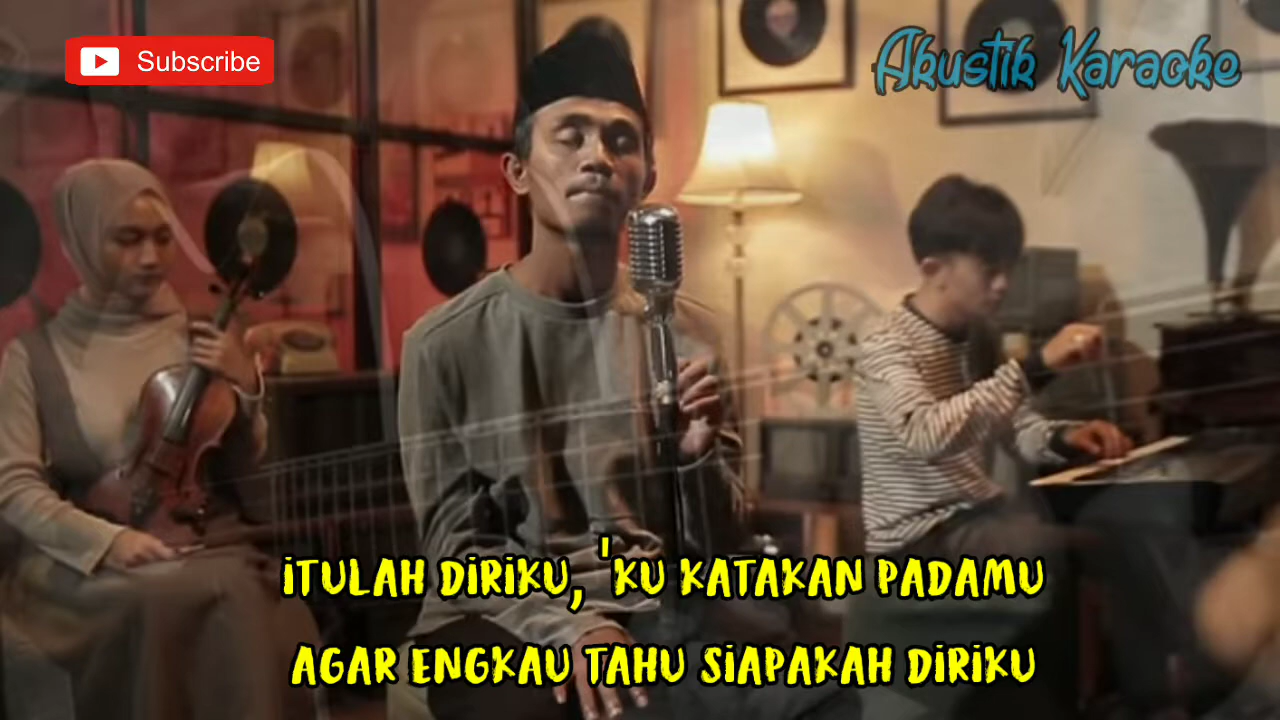 Subscribe
Akustik Karaoke
iTULAH DiRiKU, 'KU KATAKAN PADAMU
AGAR ENGKAU TAHU SiAPAKAH DiRiKU